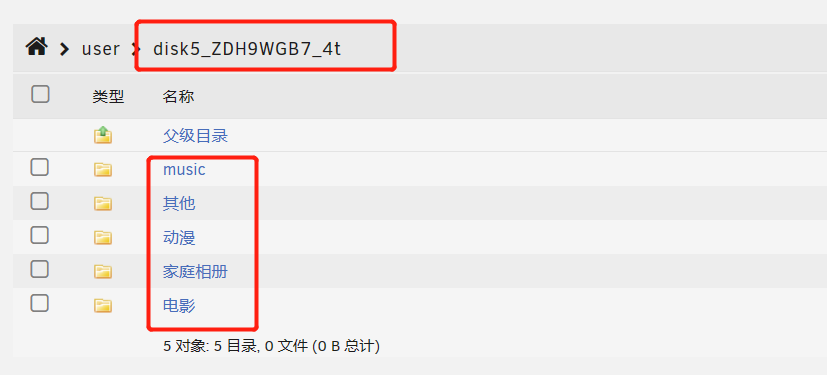 user disk5_ZDH9WGB7_4t
类型 名称
父级目录
music
其他
动漫
家庭相册
电影
5 对象: 5 目录, 0 文件 (0 B 总计)